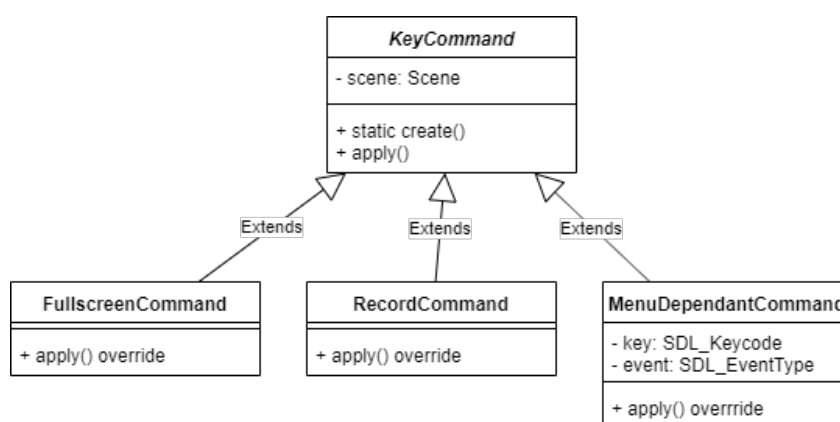 KeyCommand
- scene: Scene
+ static create()
+ apply()
Extends
Extends
Extends
FullscreenCommand
+ apply() override
RecordCommand
+ apply() override
MenuDependantCommand
- key: SDL_Keycode
- event: SDL_EventType
+ apply() overrride